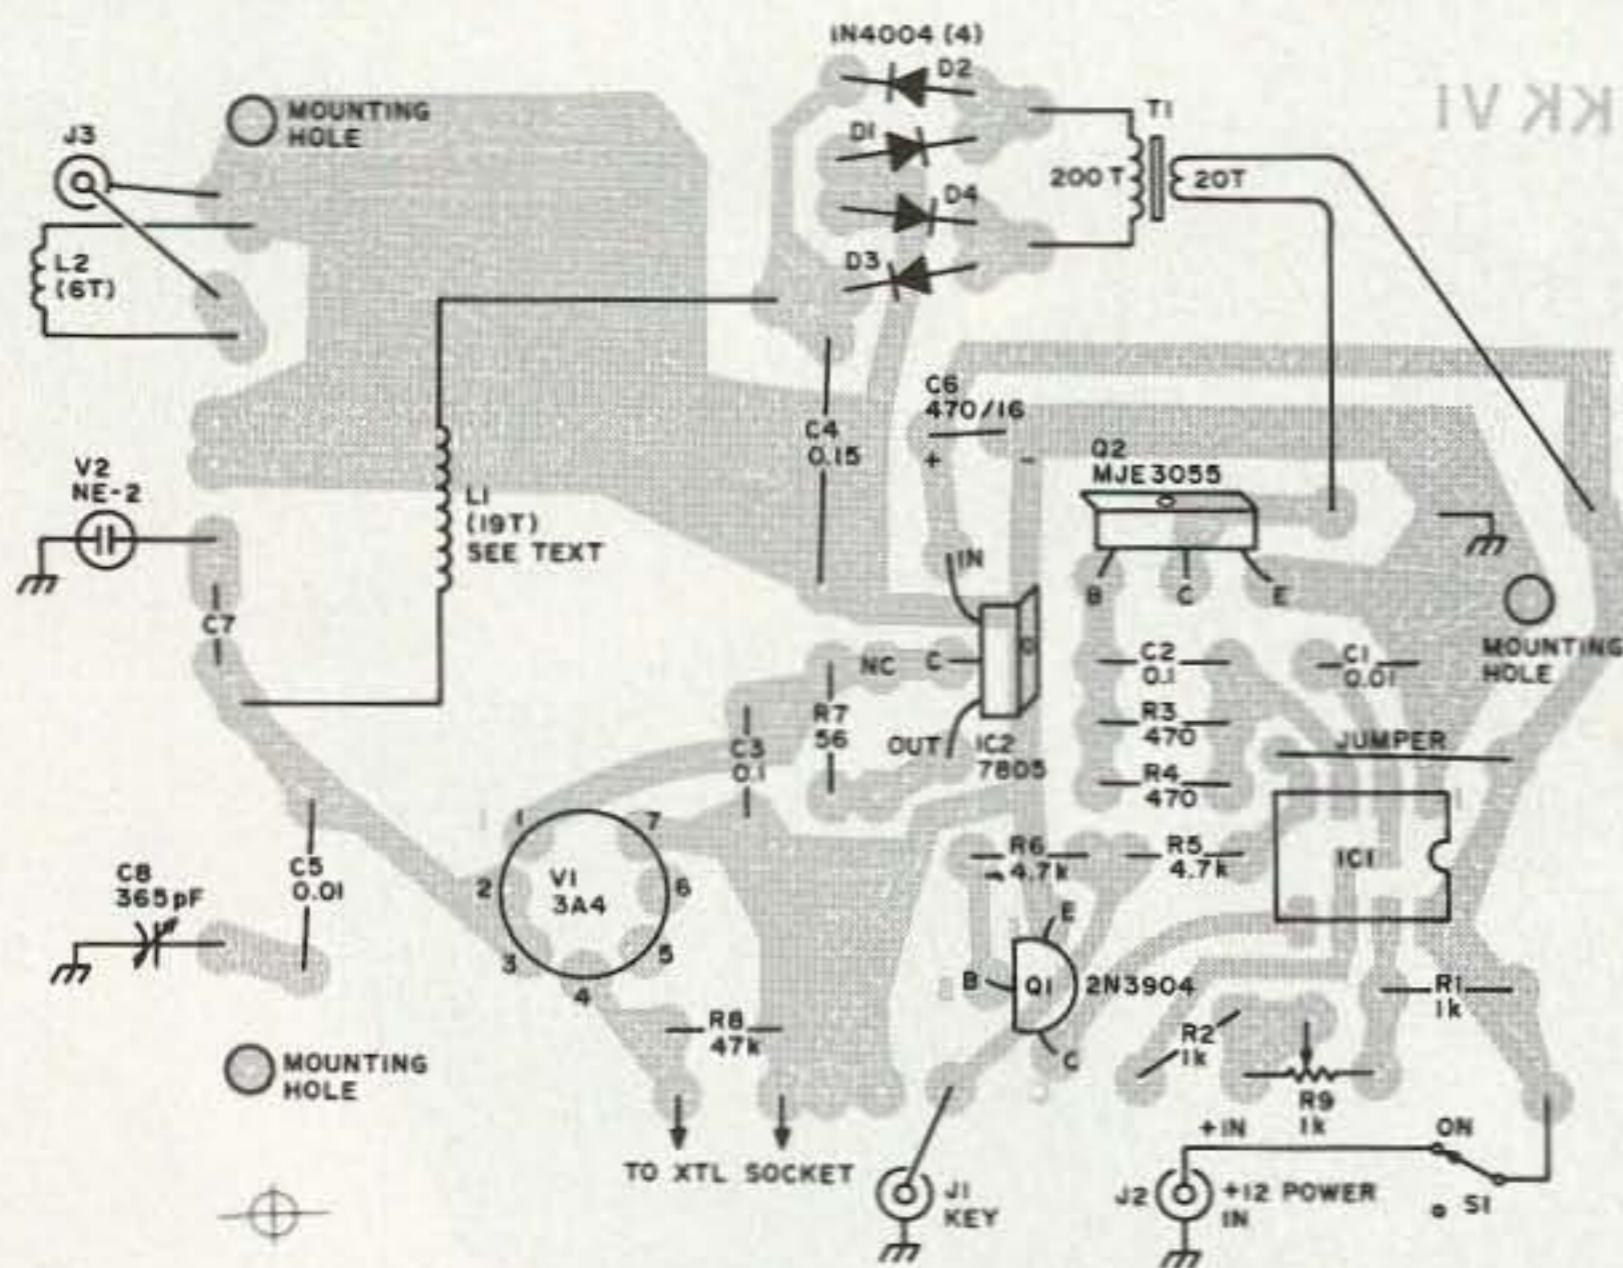 1N4004 (4)
D2
D1
D4
D3
T1
200 T
20T
KK VI
J3
MOUNTING
HOLE
L2
(6T)
V2
NE-2
C7
L1
(19T)
SEE TEXT
C4
0.15
C6
470/16
+
-
Q2
MJE3055
B
C
E
IN
NC
C
OUT
IC2
7805
MOUNTING
HOLE
C2
0.1
C1
0.01
R3
470
JUMPER
R4
470
R7
56
C3
0.1
1
1
7
2
V1
3A4
6
3
5
4
C8
365pF
C5
0.01
R6
4.7k
R5
4.7k
IC1
1
E
B
Q1
2N3904
C
R1
1k
R2
1k
R8
47k
R9
1k
MOUNTING
HOLE
TO XTL SOCKET
J1
KEY
+IN
ON
J2
+12 POWER
IN
S1